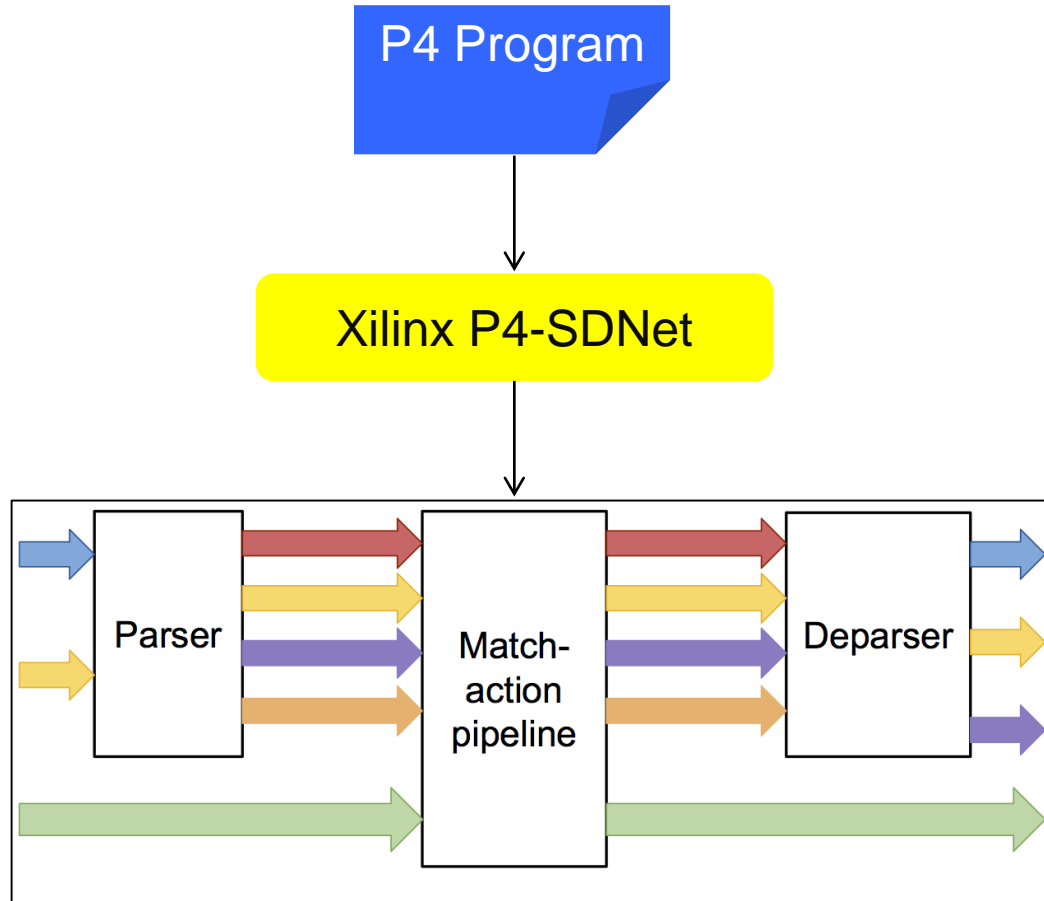 P4 Program
Xilinx P4-SDNet
Parser
Match-
action
pipeline
Deparser